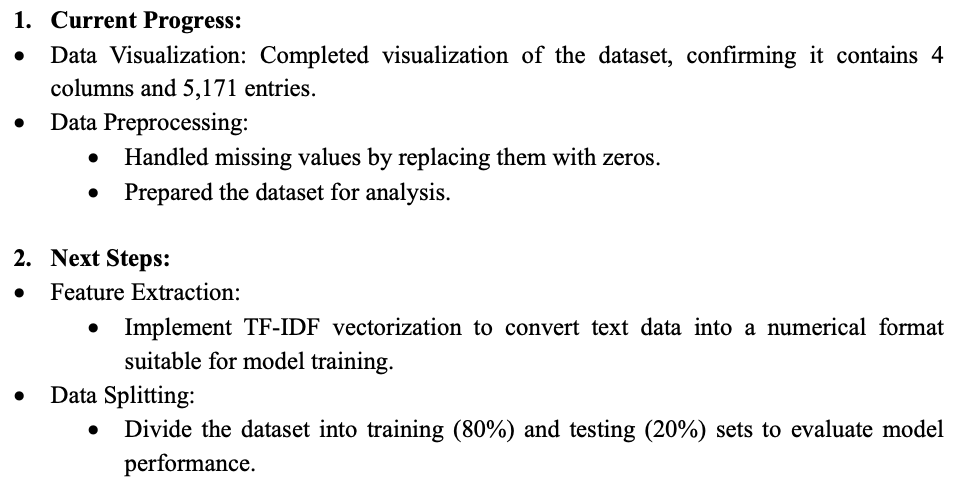 1. Current Progress:
• Data Visualization: Completed visualization of the dataset, confirming it contains 4
columns and 5,171 entries.
• Data Preprocessing:
• Handled missing values by replacing them with zeros.
• Prepared the dataset for analysis.
2. Next Steps:
• Feature Extraction:
• Implement TF-IDF vectorization to convert text data into a numerical format
suitable for model training.
• Data Splitting:
• Divide the dataset into training (80%) and testing (20%) sets to evaluate model
performance.